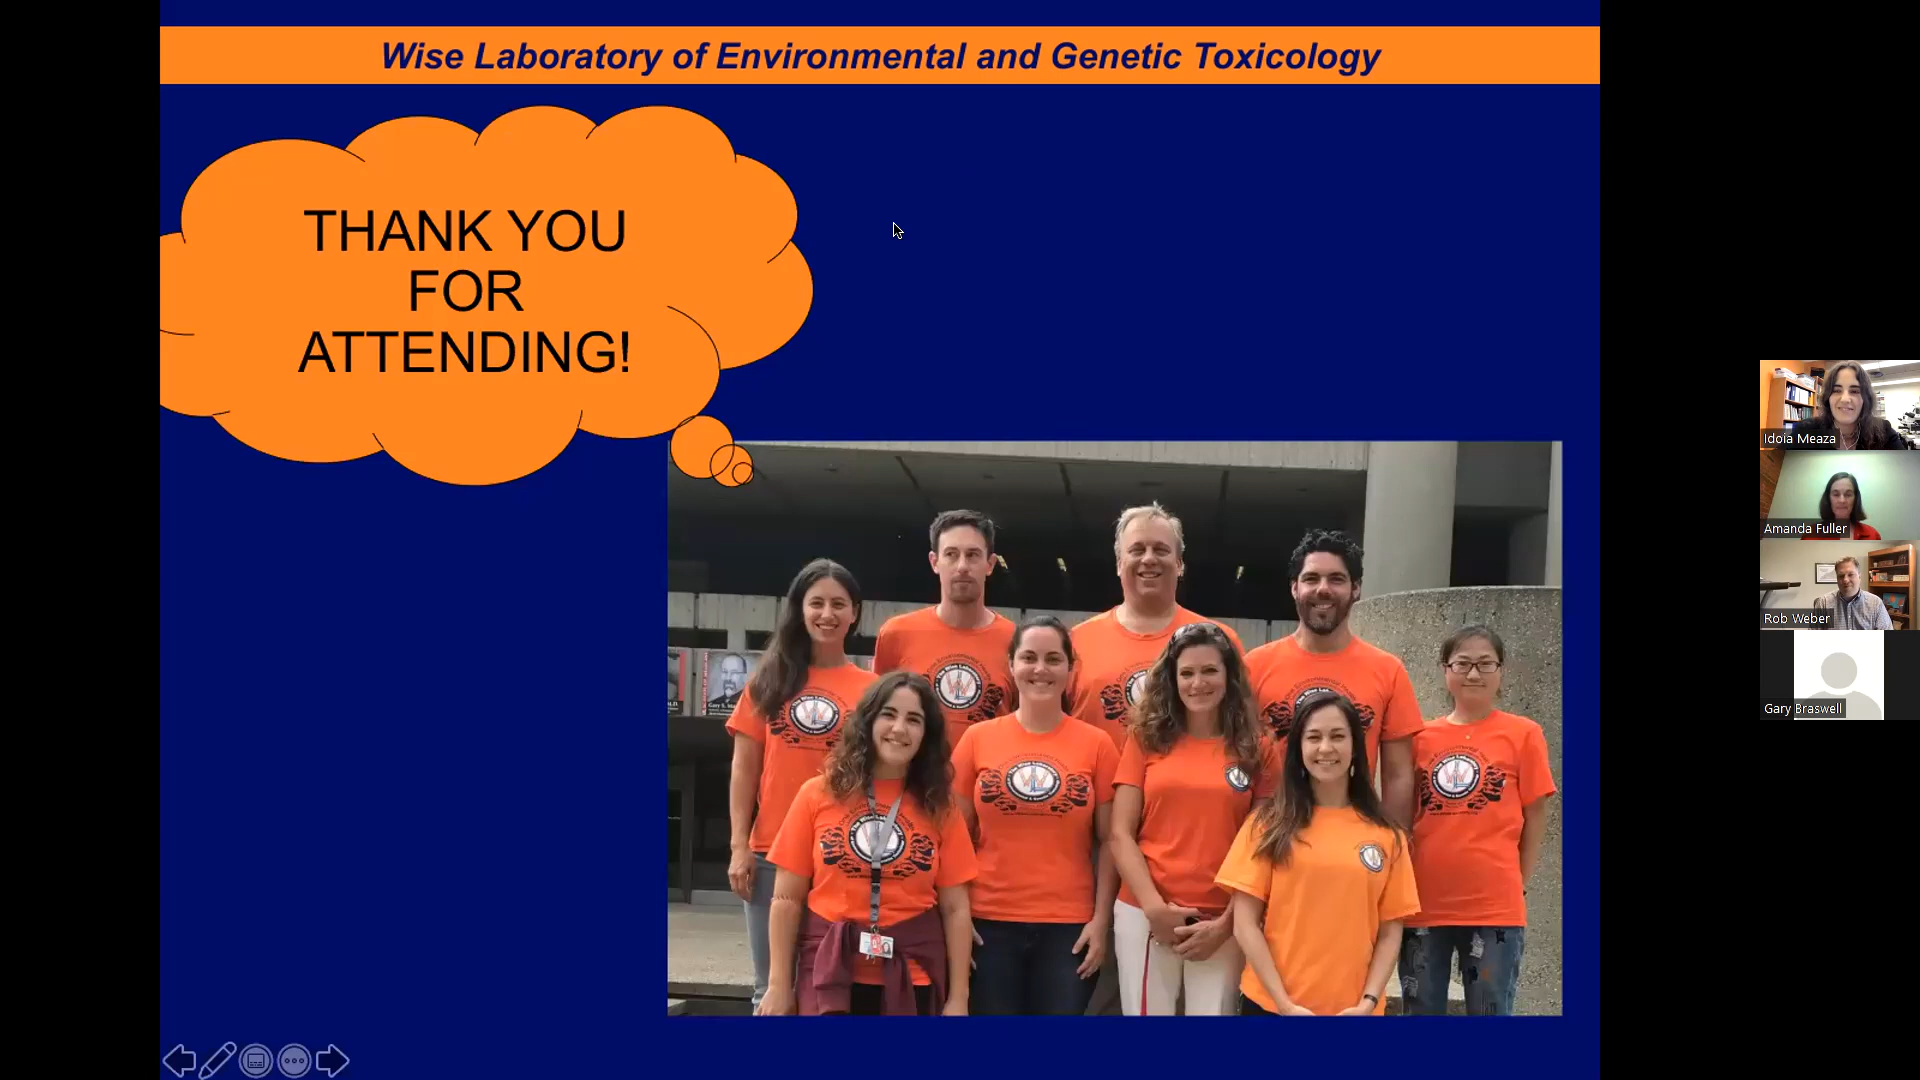 Wise Laboratory of Environmental and Genetic Toxicology
THANK YOU
FOR
ATTENDING!
Idoia Meaza
Amanda Fuller
Rob Weber
Gary Braswell